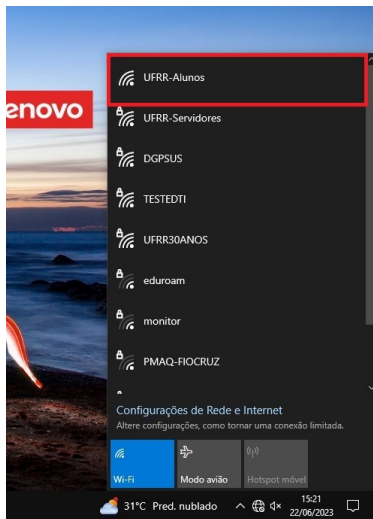 UFRR-Alunos
enovo
UFRR-Servidores
DGPSUS
TESTEDTI
UFRR30ANOS
eduroam
monitor
PMAQ-FIOCRUZ
Configurações de Rede e Internet
Altere configurações, como tornar uma conexão limitada.
Wi-Fi
Modo avião
Hotspot móvel
31°C Pred. nublado
15:21
22/06/2023